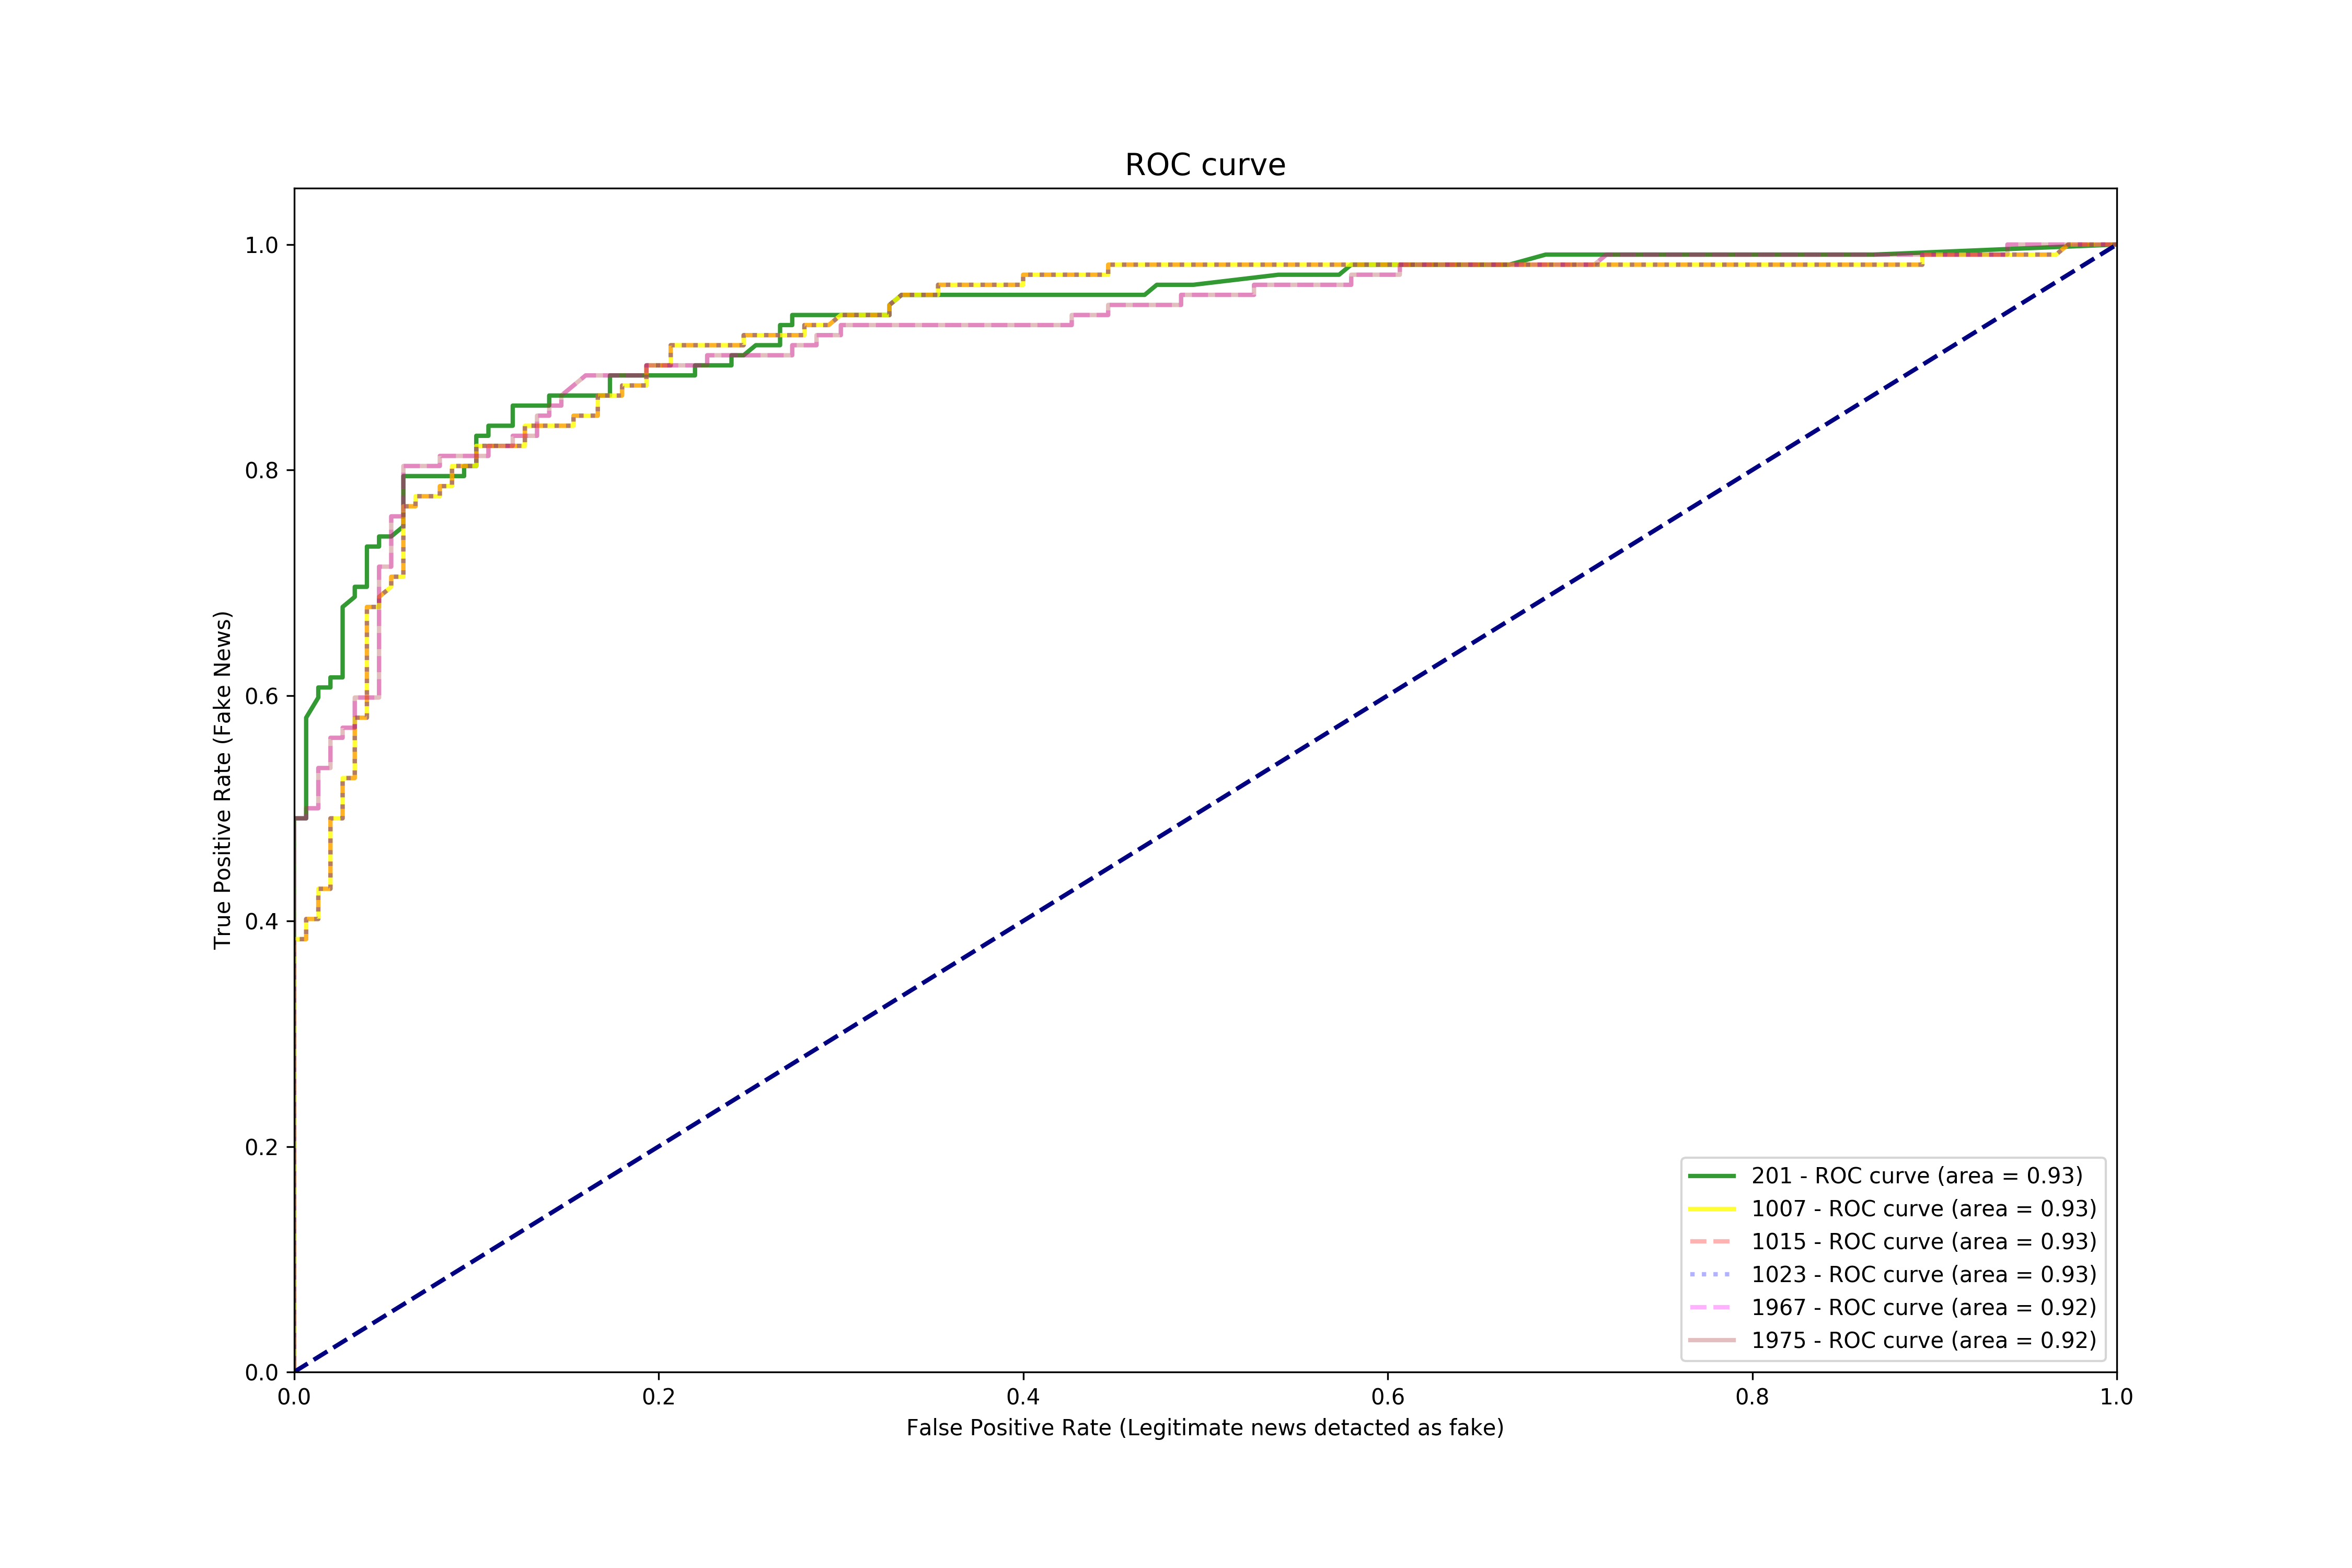 ROC curve
1.0
0.8
0.6
0.4
0.2
0.0
True Positive Rate (Fake News)
201 - ROC curve (area = 0.93)
1007 - ROC curve (area = 0.93)
1015 - ROC curve (area = 0.93)
1023 - ROC curve (area = 0.93)
1967 - ROC curve (area = 0.92)
1975 - ROC curve (area = 0.92)
0.0 0.2 0.4 0.6 0.8 1.0
False Positive Rate (Legitimate news detacted as fake)